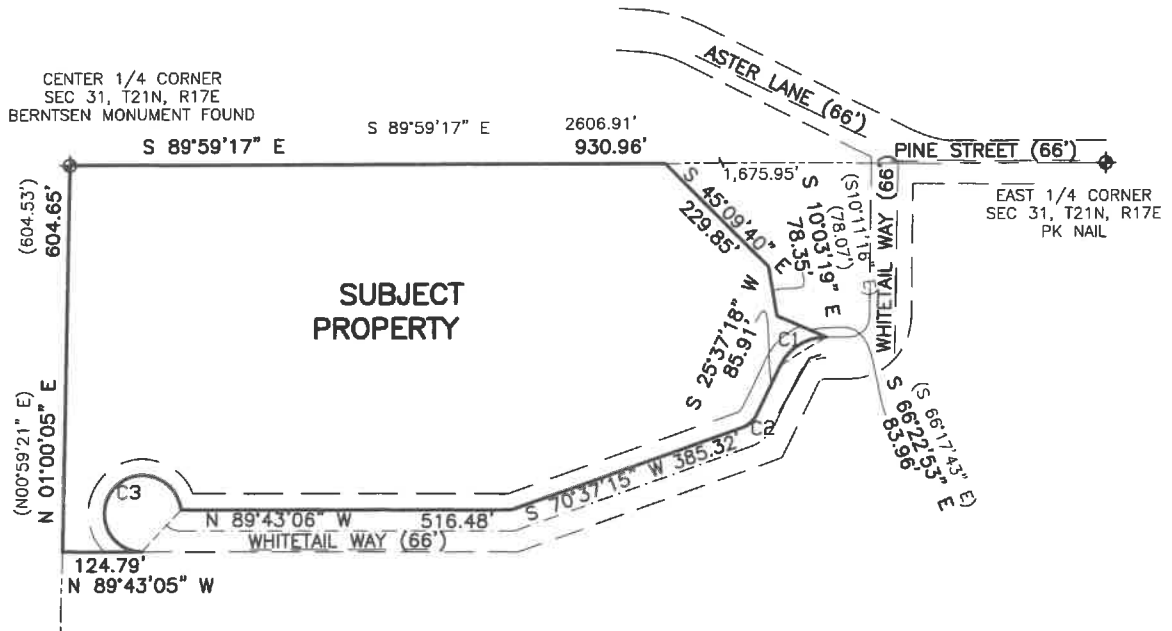 ASTER LANE (66')
CENTER 1/4 CORNER
SEC 31, T21N, R17E
BERNTSEN MONUMENT FOUND
S 89°59'17" E
S 89°59'17" E
2606.91'
930.96'
PINE STREET (66')
1,675.95'
EAST 1/4 CORNER
SEC 31, T21N, R17E
PK NAIL
(604.53')
604.65'
S 45°09'40" E
229.85'
S 10°03'19" E
78.35'
(S10°11'16" E)
(78.07')
WHITETAIL WAY (66')
SUBJECT
PROPERTY
S 25°37'18" W
85.91'
C1
(S 66°17'43" E)
S 66°22'53" E
83.96'
C2
S 70°37'15" W 385.32'
(N00°59'21" E)
N 01°00'05" E
C3
N 89°43'06" W 516.48'
WHITETAIL WAY (66')
124.79'
N 89°43'05" W